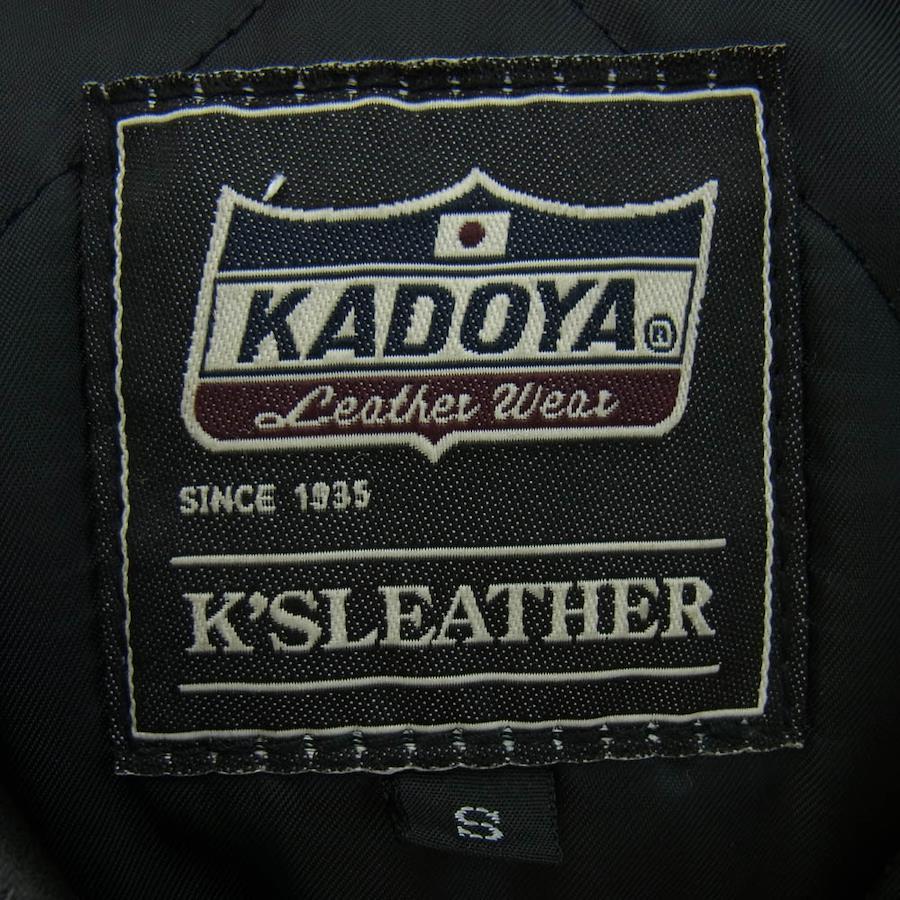 KADOYA®
Leather Wear
SINCE 1935
K'SLEATHER
S